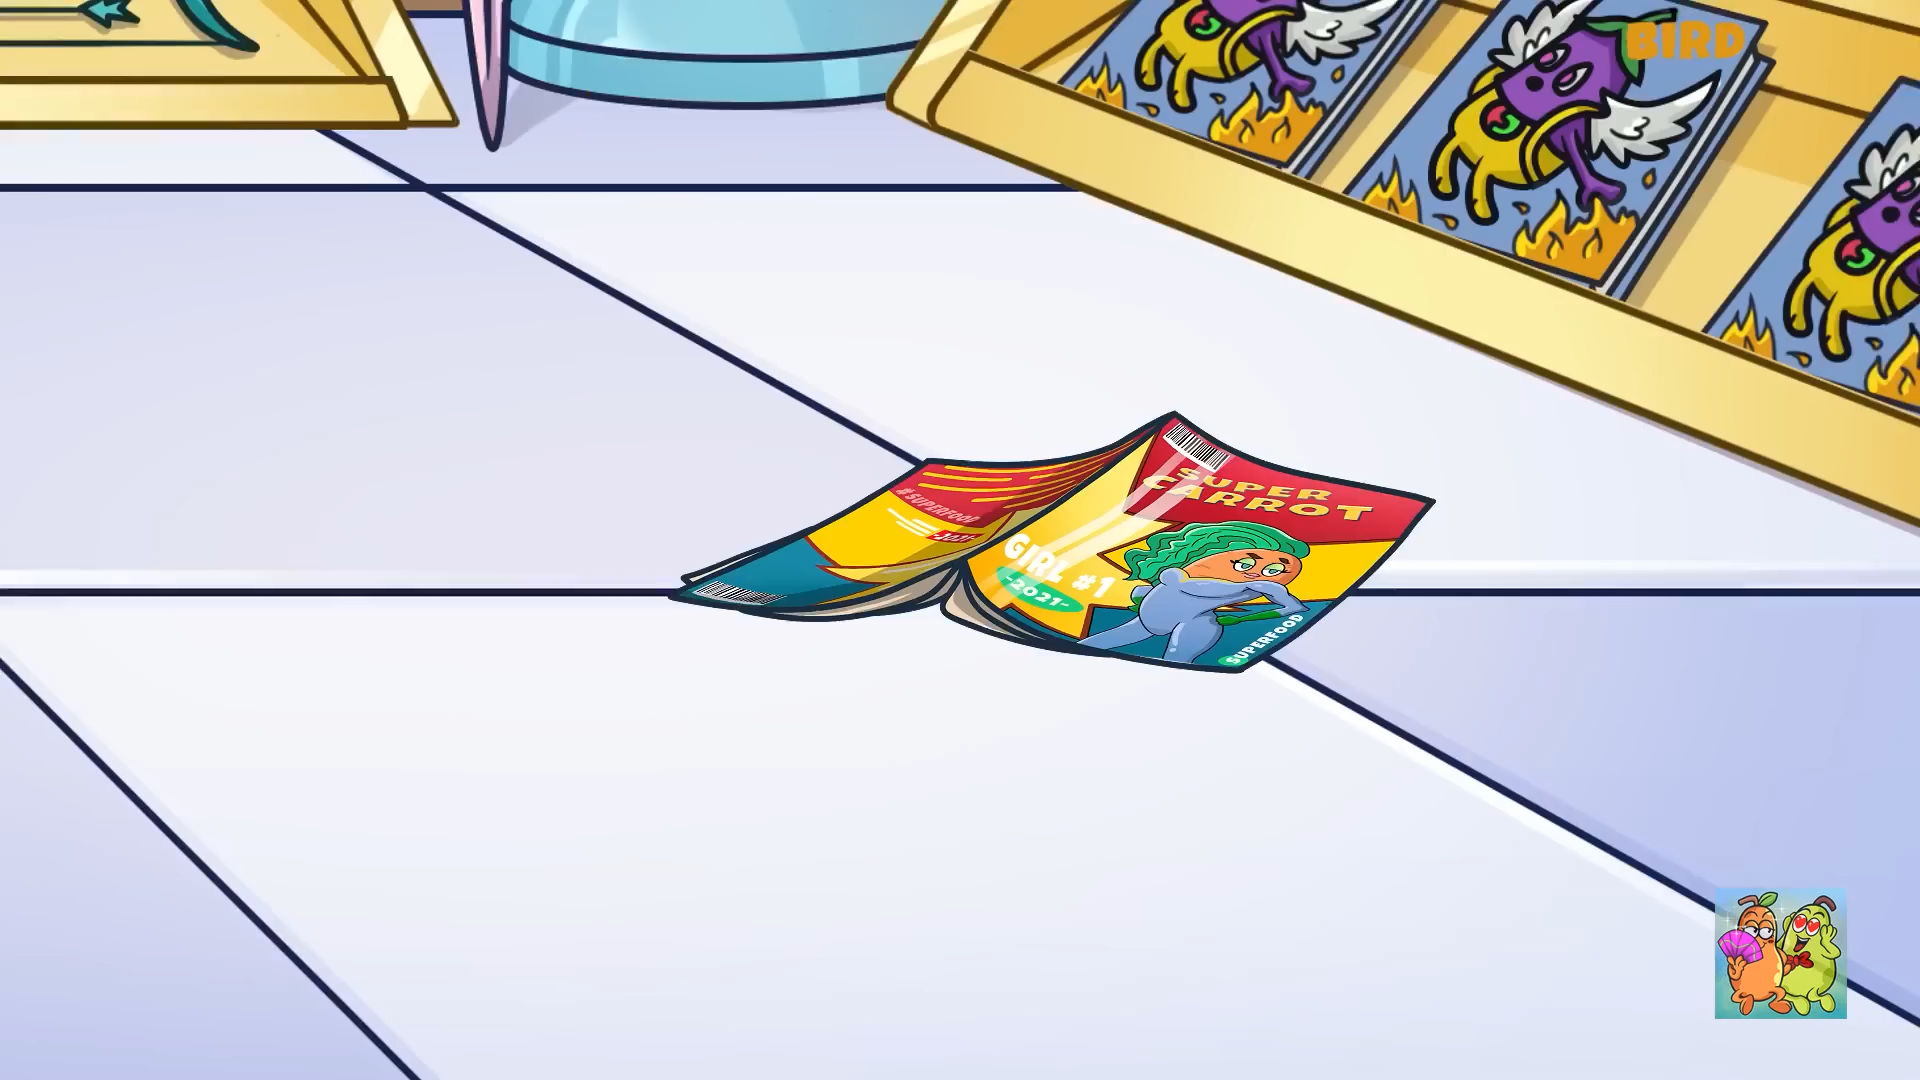 BIRD
SUPER
CARROT
GIRL #1
-2021-
SUPERFOOD
#SUPERFOOD